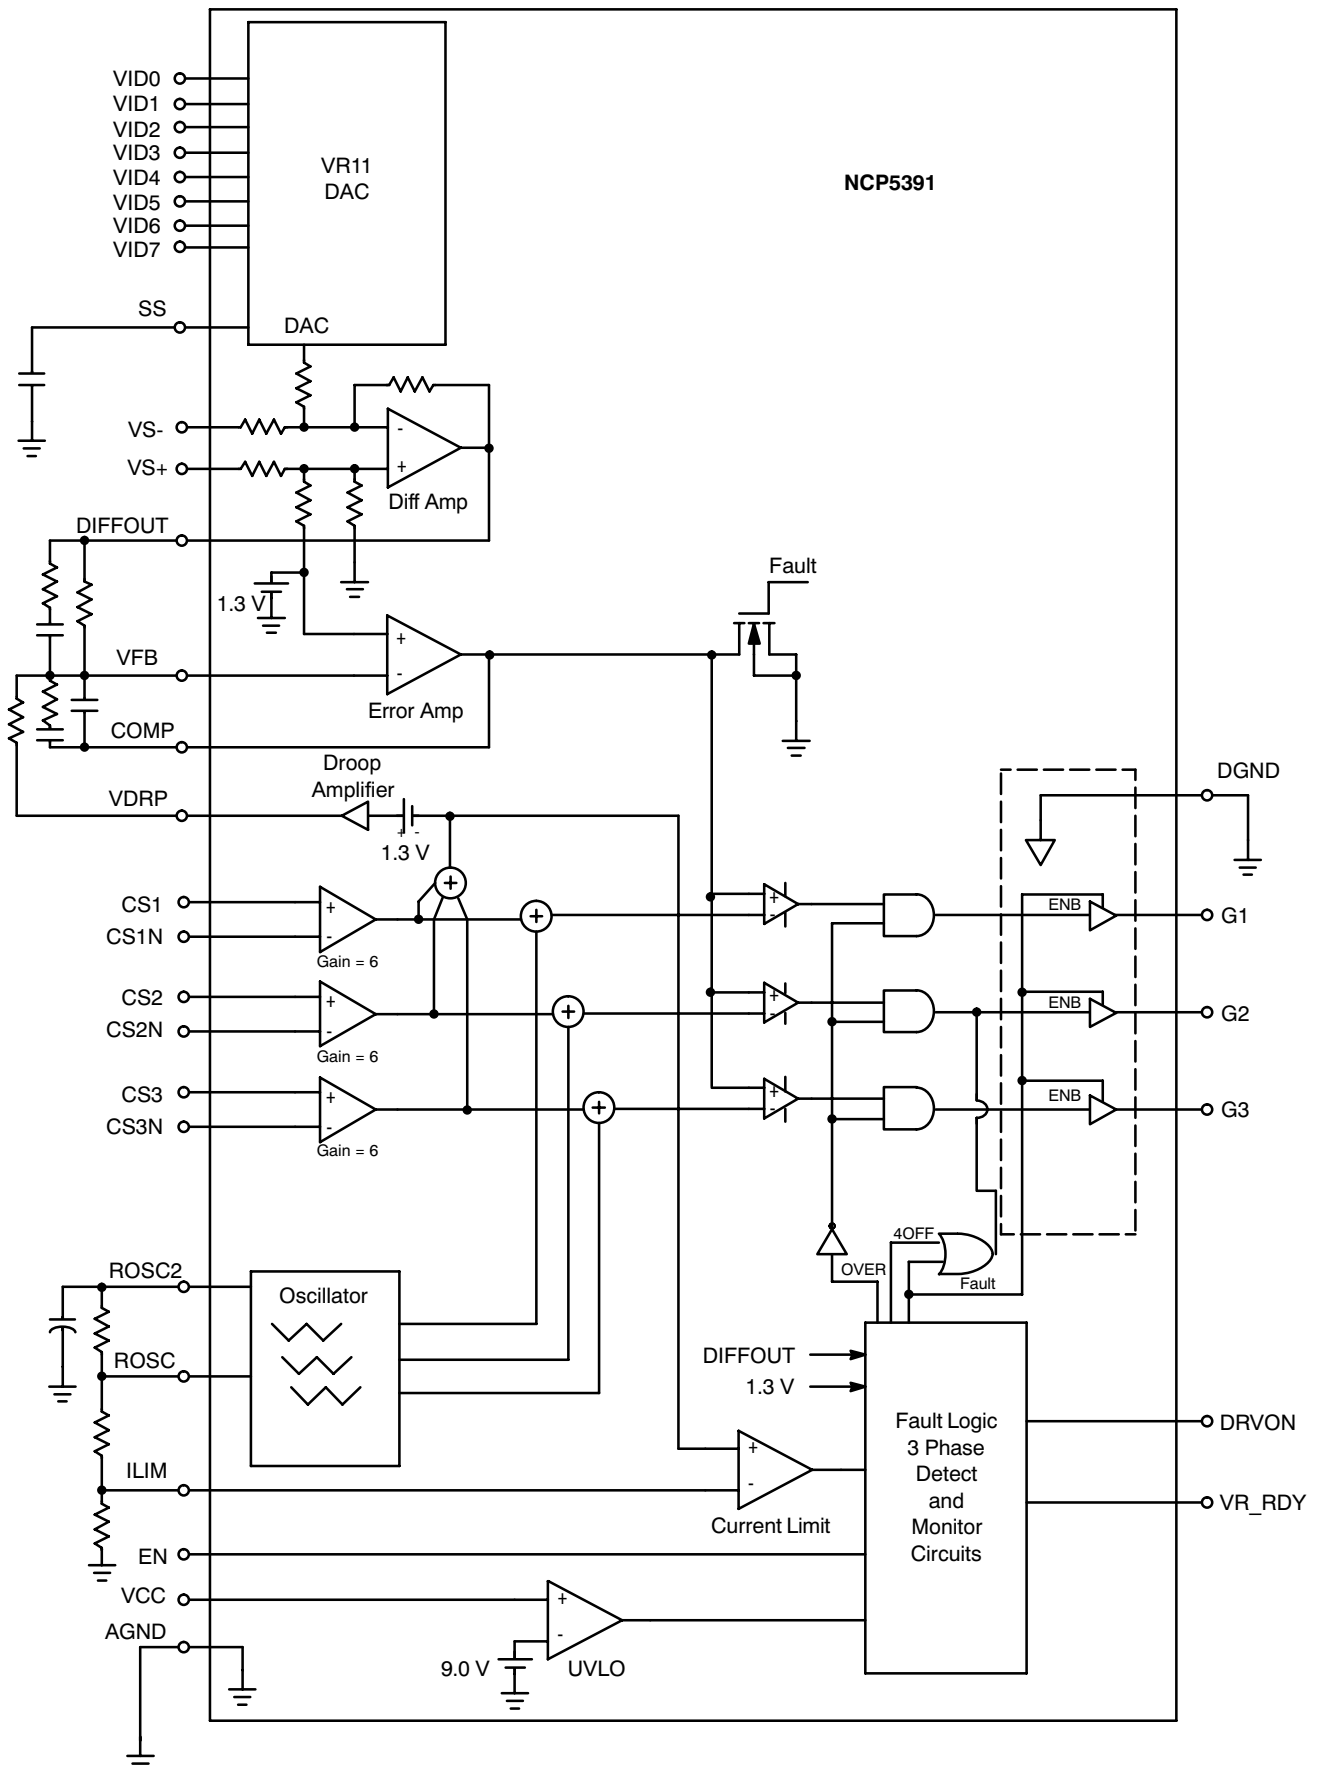 VID0
VID1
VID2
VID3
VID4
VID5
VID6
VID7
VR11
DAC
NCP5391
SS
DAC
VS-
VS+
-
+
Diff Amp
DIFFOUT
1.3 V
Fault
VFB
+
-
Error Amp
COMP
Droop
Amplifier
VDRP
+ -
1.3 V
DGND
+
CS1
CS1N
+
-
Gain = 6
+
+
-
ENB
G1
CS2
CS2N
+
-
Gain = 6
+
+
-
ENB
G2
CS3
CS3N
+
-
Gain = 6
+
+
-
ENB
G3
4OFF
OVER
Fault
ROSC2
Oscillator
ROSC
DIFFOUT
1.3 V
Fault Logic
3 Phase
Detect
and
Monitor
Circuits
DRVON
VR_RDY
ILIM
+
-
Current Limit
EN
VCC
+
-
AGND
9.0 V
UVLO